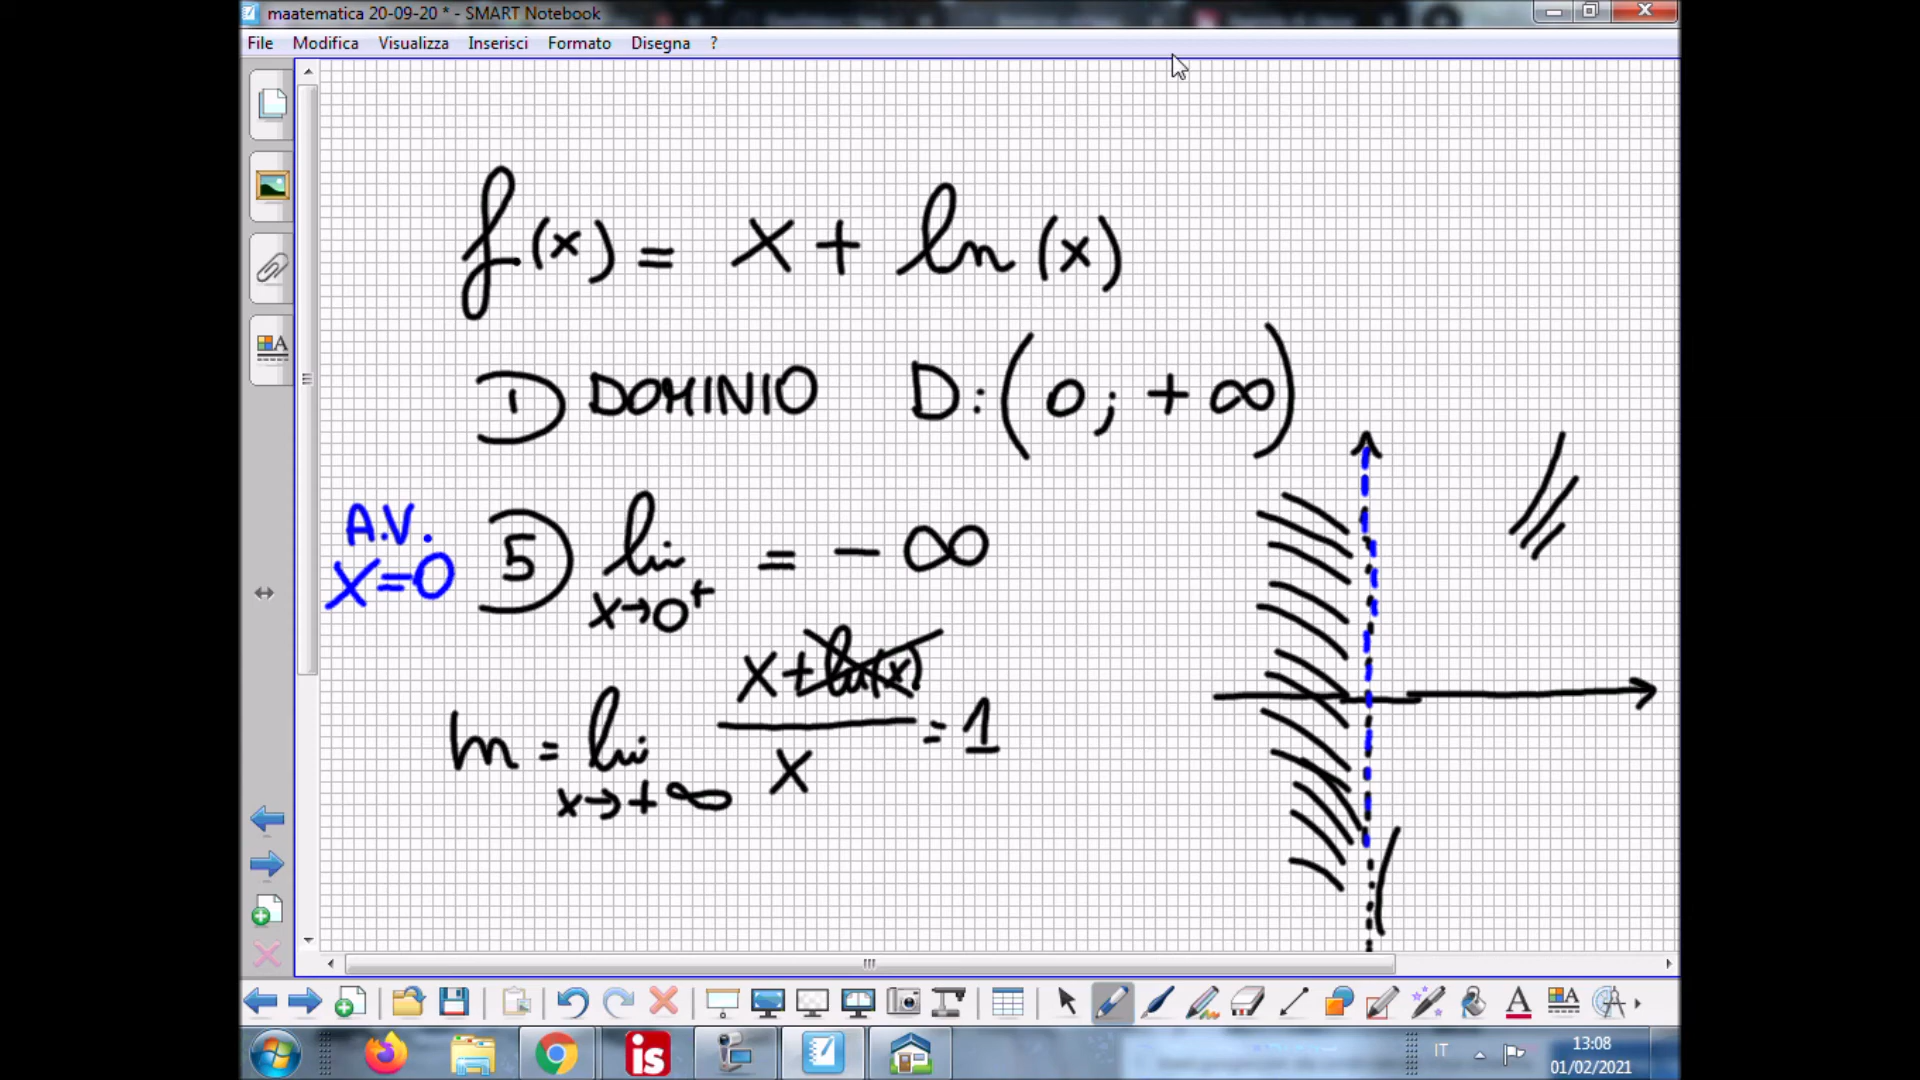 maatematica 20-09-20 * - SMART Notebook
File Modifica Visualizza Inserisci Formato Disegna ?
f(x) = x + ln (x)
1) DOMINIO D: (0; + ∞)
A.V.
x=0
5) lim = - ∞
x→0⁺
x + ln(x)
m = lim = 1
x→ + ∞ x
IT
13:08
01/02/2021
is
A
A